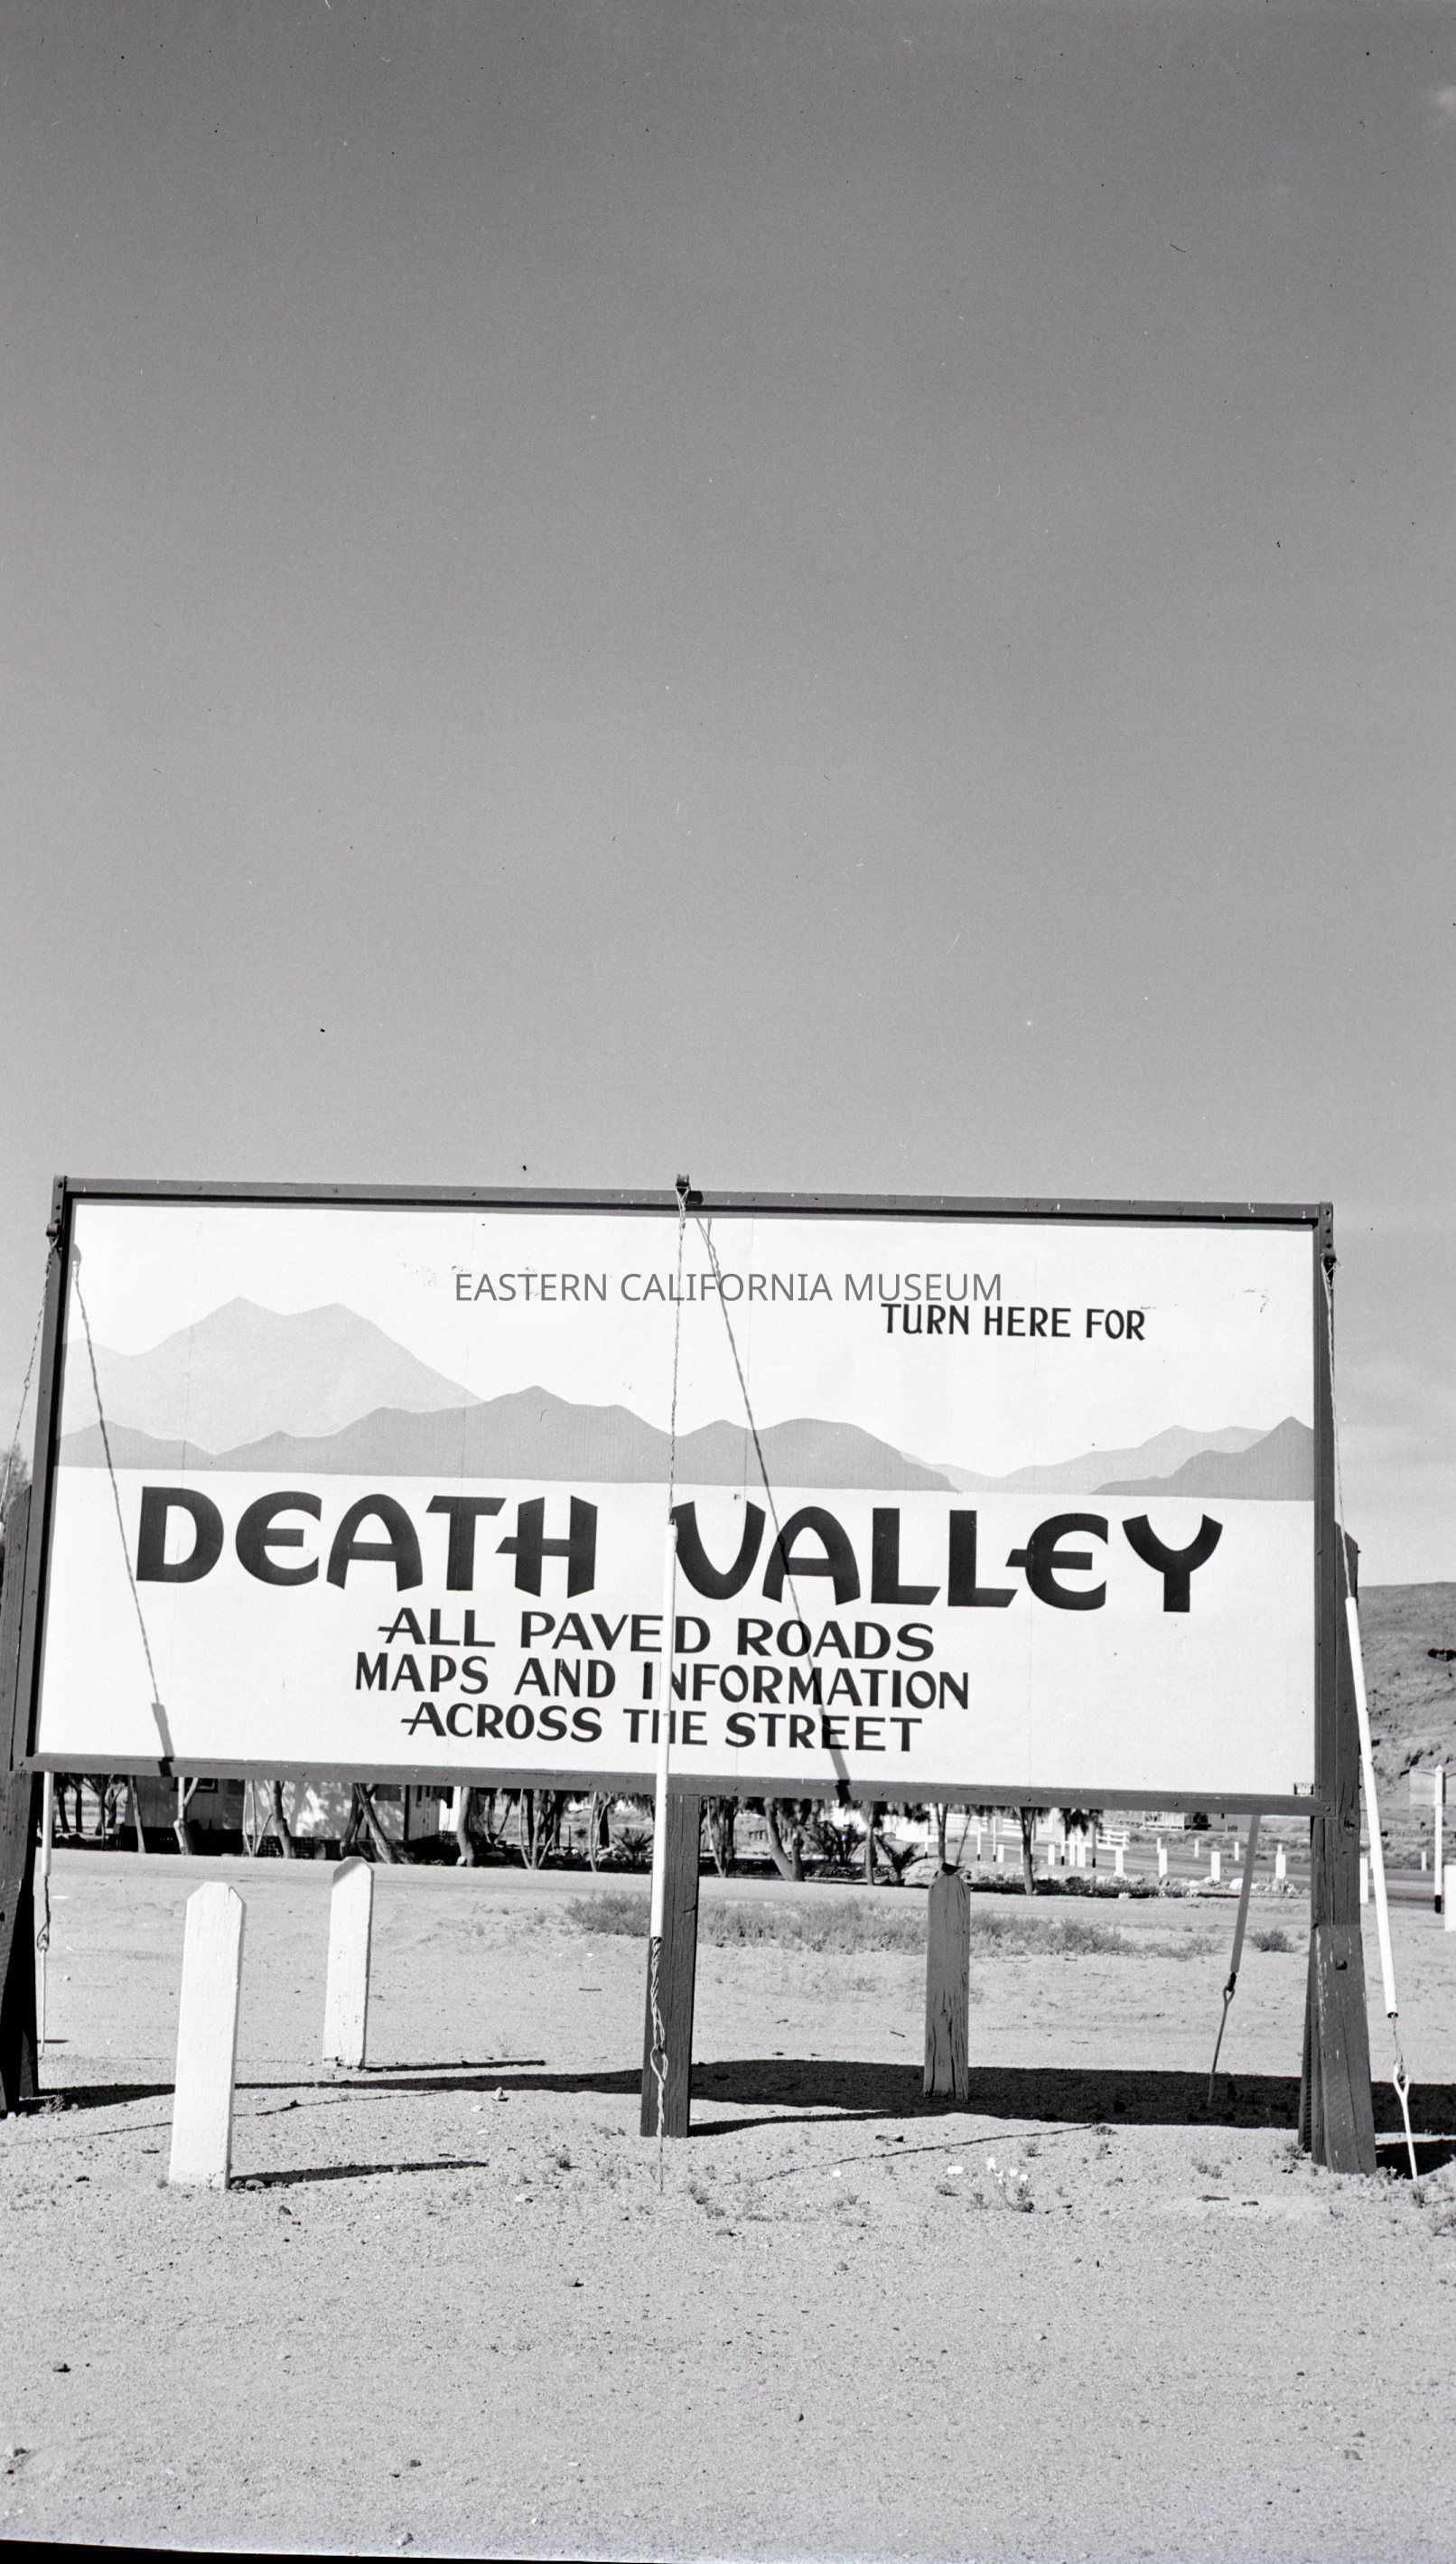 EASTERN CALIFORNIA MUSEUM
TURN HERE FOR
DEATH VALLEY
ALL PAVED ROADS
MAPS AND INFORMATION
ACROSS THE STREET